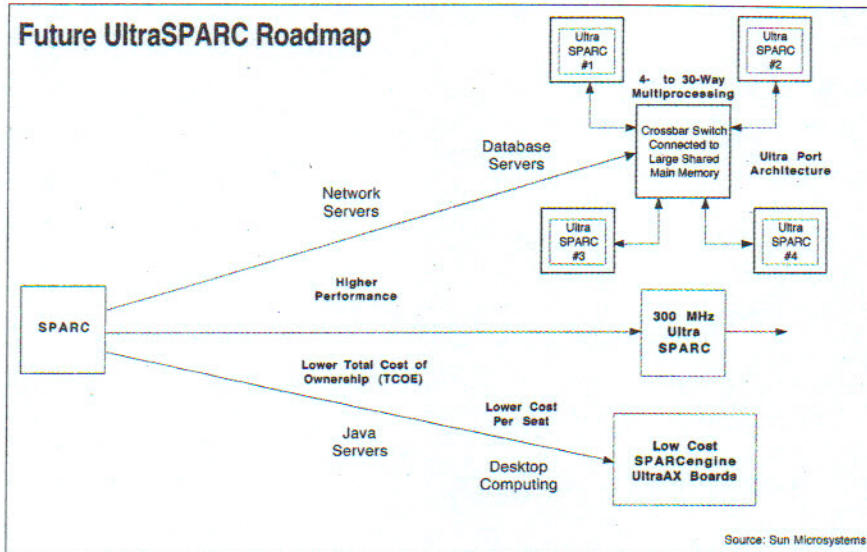 Future UltraSPARC Roadmap
Ultra
SPARC
#1
Ultra
SPARC
#2
4- to 30-Way
Multiprocessing
Crossbar Switch
Connected to
Large Shared
Main Memory
Ultra Port
Architecture
Database
Servers
Network
Servers
Ultra
SPARC
#3
Ultra
SPARC
#4
Higher
Performance
SPARC
300 MHz
Ultra
SPARC
Lower Total Cost of
Ownership (TCOE)
Lower Cost
Per Seat
Java
Servers
Desktop
Computing
Low Cost
SPARCengine
UltraAX Boards
Source: Sun Microsystems